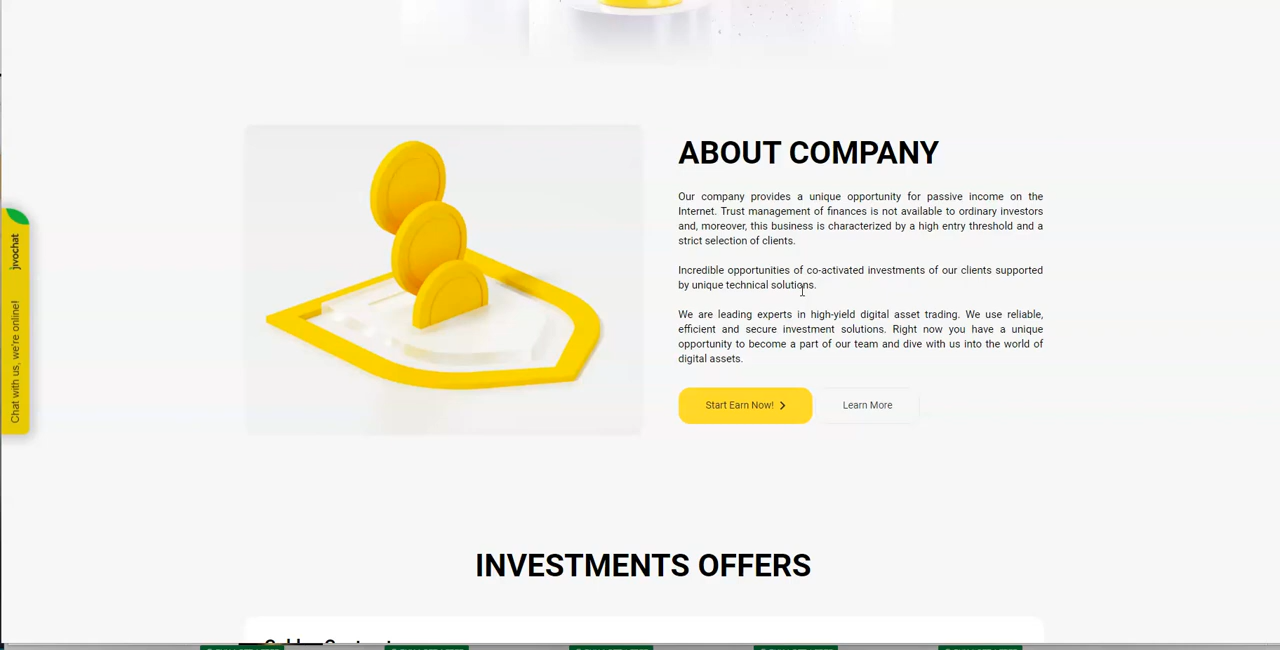 ABOUT COMPANY
Our company provides a unique opportunity for passive income on the
Internet. Trust management of finances is not available to ordinary investors
and, moreover, this business is characterized by a high entry threshold and a
strict selection of clients.
Incredible opportunities of co-activated investments of our clients supported
by unique technical solutions.
We are leading experts in high-yield digital asset trading. We use reliable,
efficient and secure investment solutions. Right now you have a unique
opportunity to become a part of our team and dive with us into the world of
digital assets.
Start Earn Now!
Learn More
jivochat
Chat with us, we're online!
INVESTMENTS OFFERS